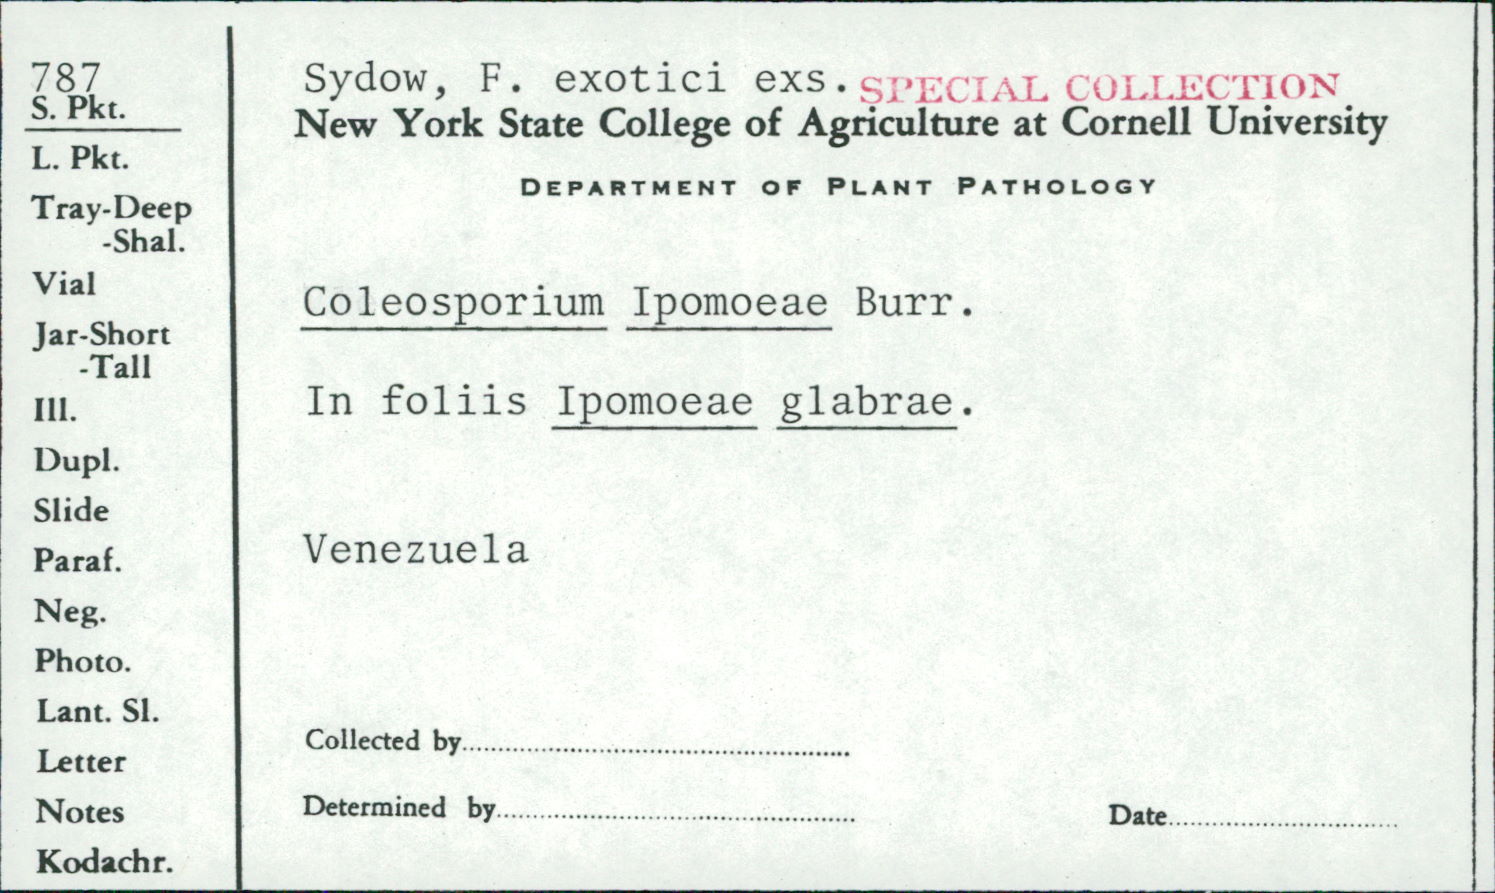 787
S. Pkt.
L. Pkt.
Tray-Deep
-Shal.
Vial
Jar-Short
-Tall
Ill.
Dupl.
Slide
Paraf.
Neg.
Photo.
Lant. Sl.
Letter
Notes
Kodachr.
Sydow, F. exotici exs. SPECIAL COLLECTION
New York State College of Agriculture at Cornell University
DEPARTMENT OF PLANT PATHOLOGY
Coleosporium Ipomoeae Burr.
In foliis Ipomoeae glabrae.
Venezuela
Collected by
Determined by
Date